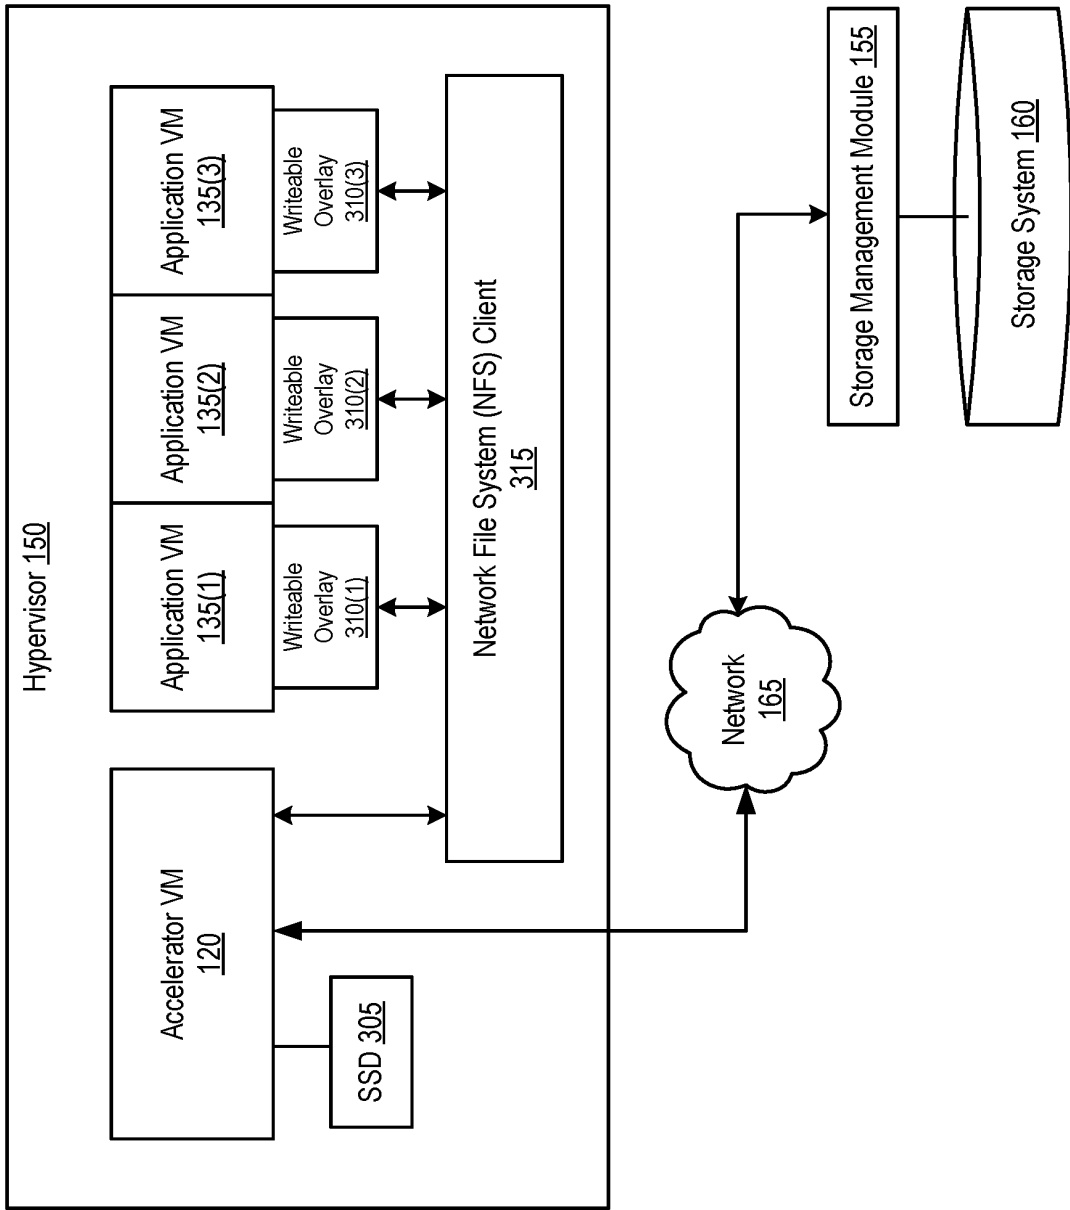 Hypervisor 150
Accelerator VM
120
SSD 305
Application VM
135(1)
Application VM
135(2)
Application VM
135(3)
Writeable
Overlay
310(1)
Writeable
Overlay
310(2)
Writeable
Overlay
310(3)
Network File System (NFS) Client
315
Network
165
Storage Management Module 155
Storage System 160